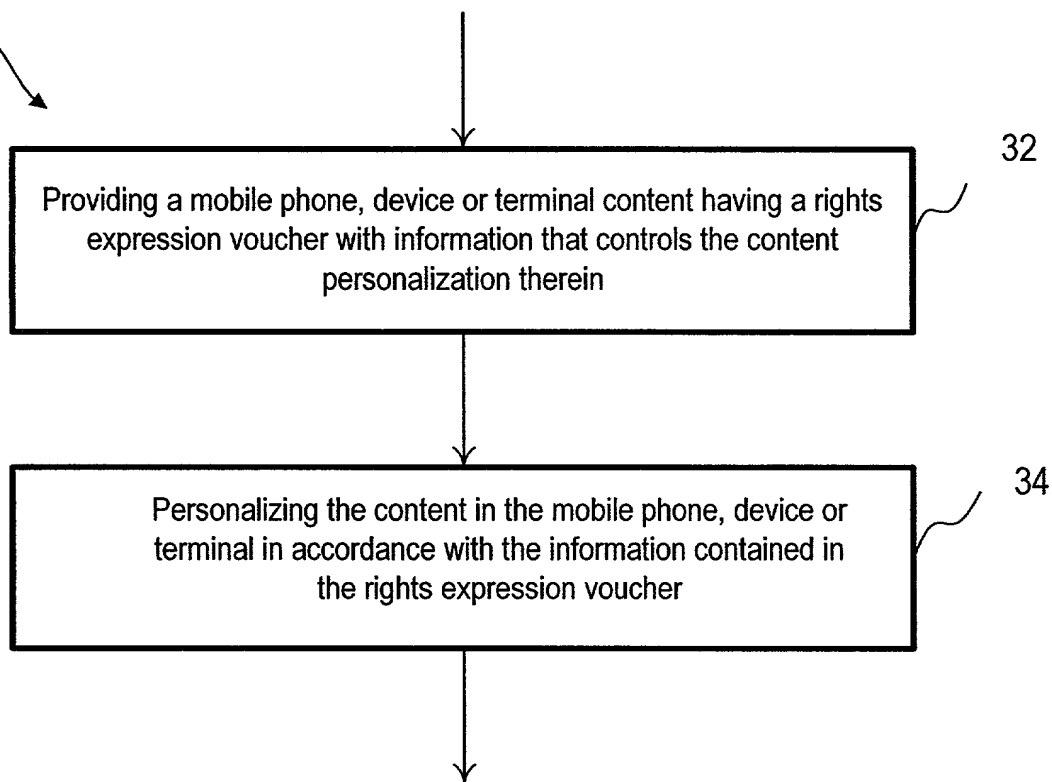 32
Providing a mobile phone, device or terminal content having a rights
expression voucher with information that controls the content
personalization therein
34
Personalizing the content in the mobile phone, device or
terminal in accordance with the information contained in
the rights expression voucher